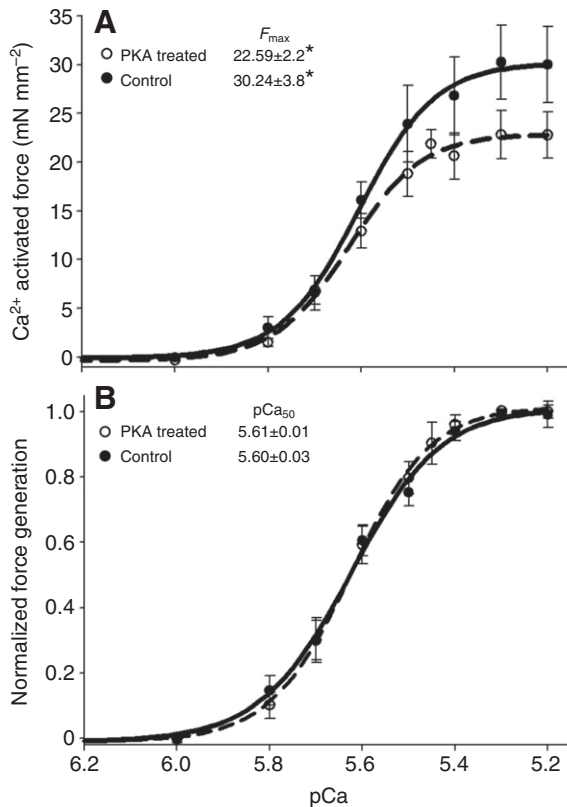 A
F_max
PKA treated 22.59±2.2*
Control 30.24±3.8*
Ca²⁺ activated force (mN mm⁻²)
40
35
30
25
20
15
10
5
0
B
pCa₅₀
PKA treated 5.61±0.01
Control 5.60±0.03
Normalized force generation
1.0
0.8
0.6
0.4
0.2
0
6.2 6.0 5.8 5.6 5.4 5.2
pCa